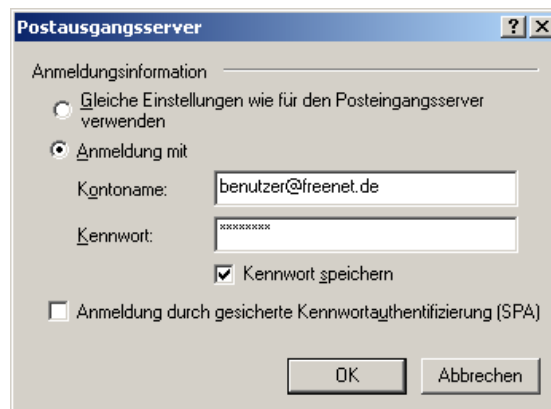 Postausgangsserver
Anmeldungsinformation
Gleiche Einstellungen wie für den Posteingangsserver
verwenden
Anmeldung mit
Kontoname:
benutzer@freenet.de
Kennwort:
********
Kennwort speichern
Anmeldung durch gesicherte Kennwortauthentifizierung (SPA)
OK
Abbrechen